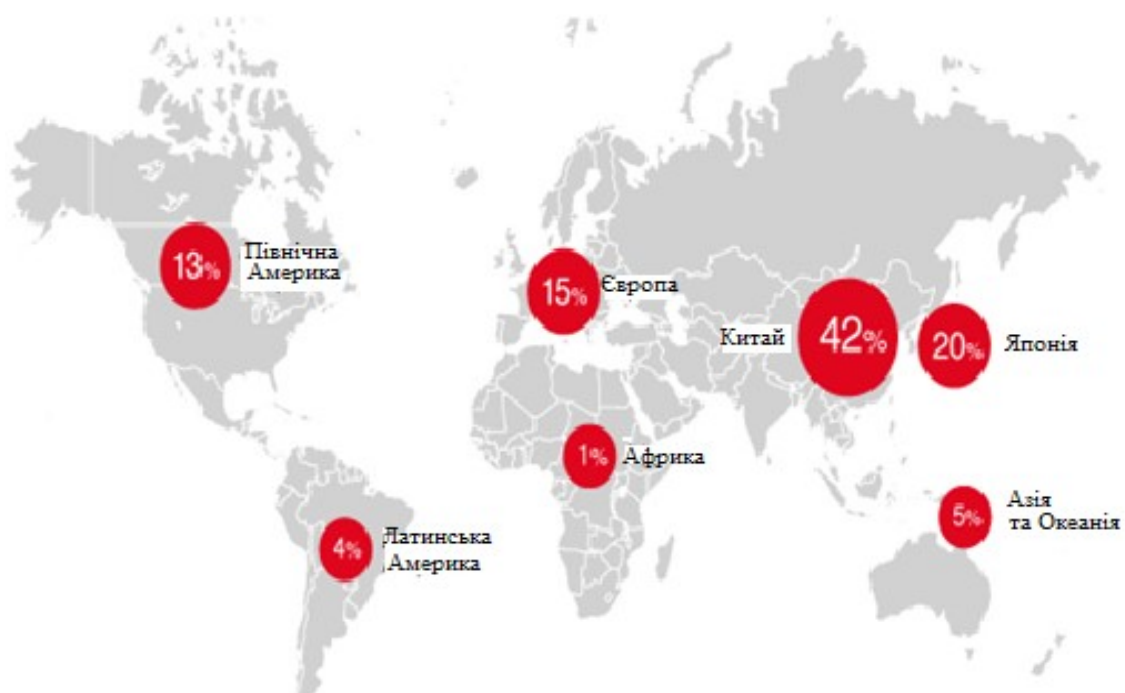 13%
Північна
Америка
15%
Європа
Китай
42%
20%
Японія
1%
Африка
5%
Азія
та Океанія
4%
Латинська
Америка